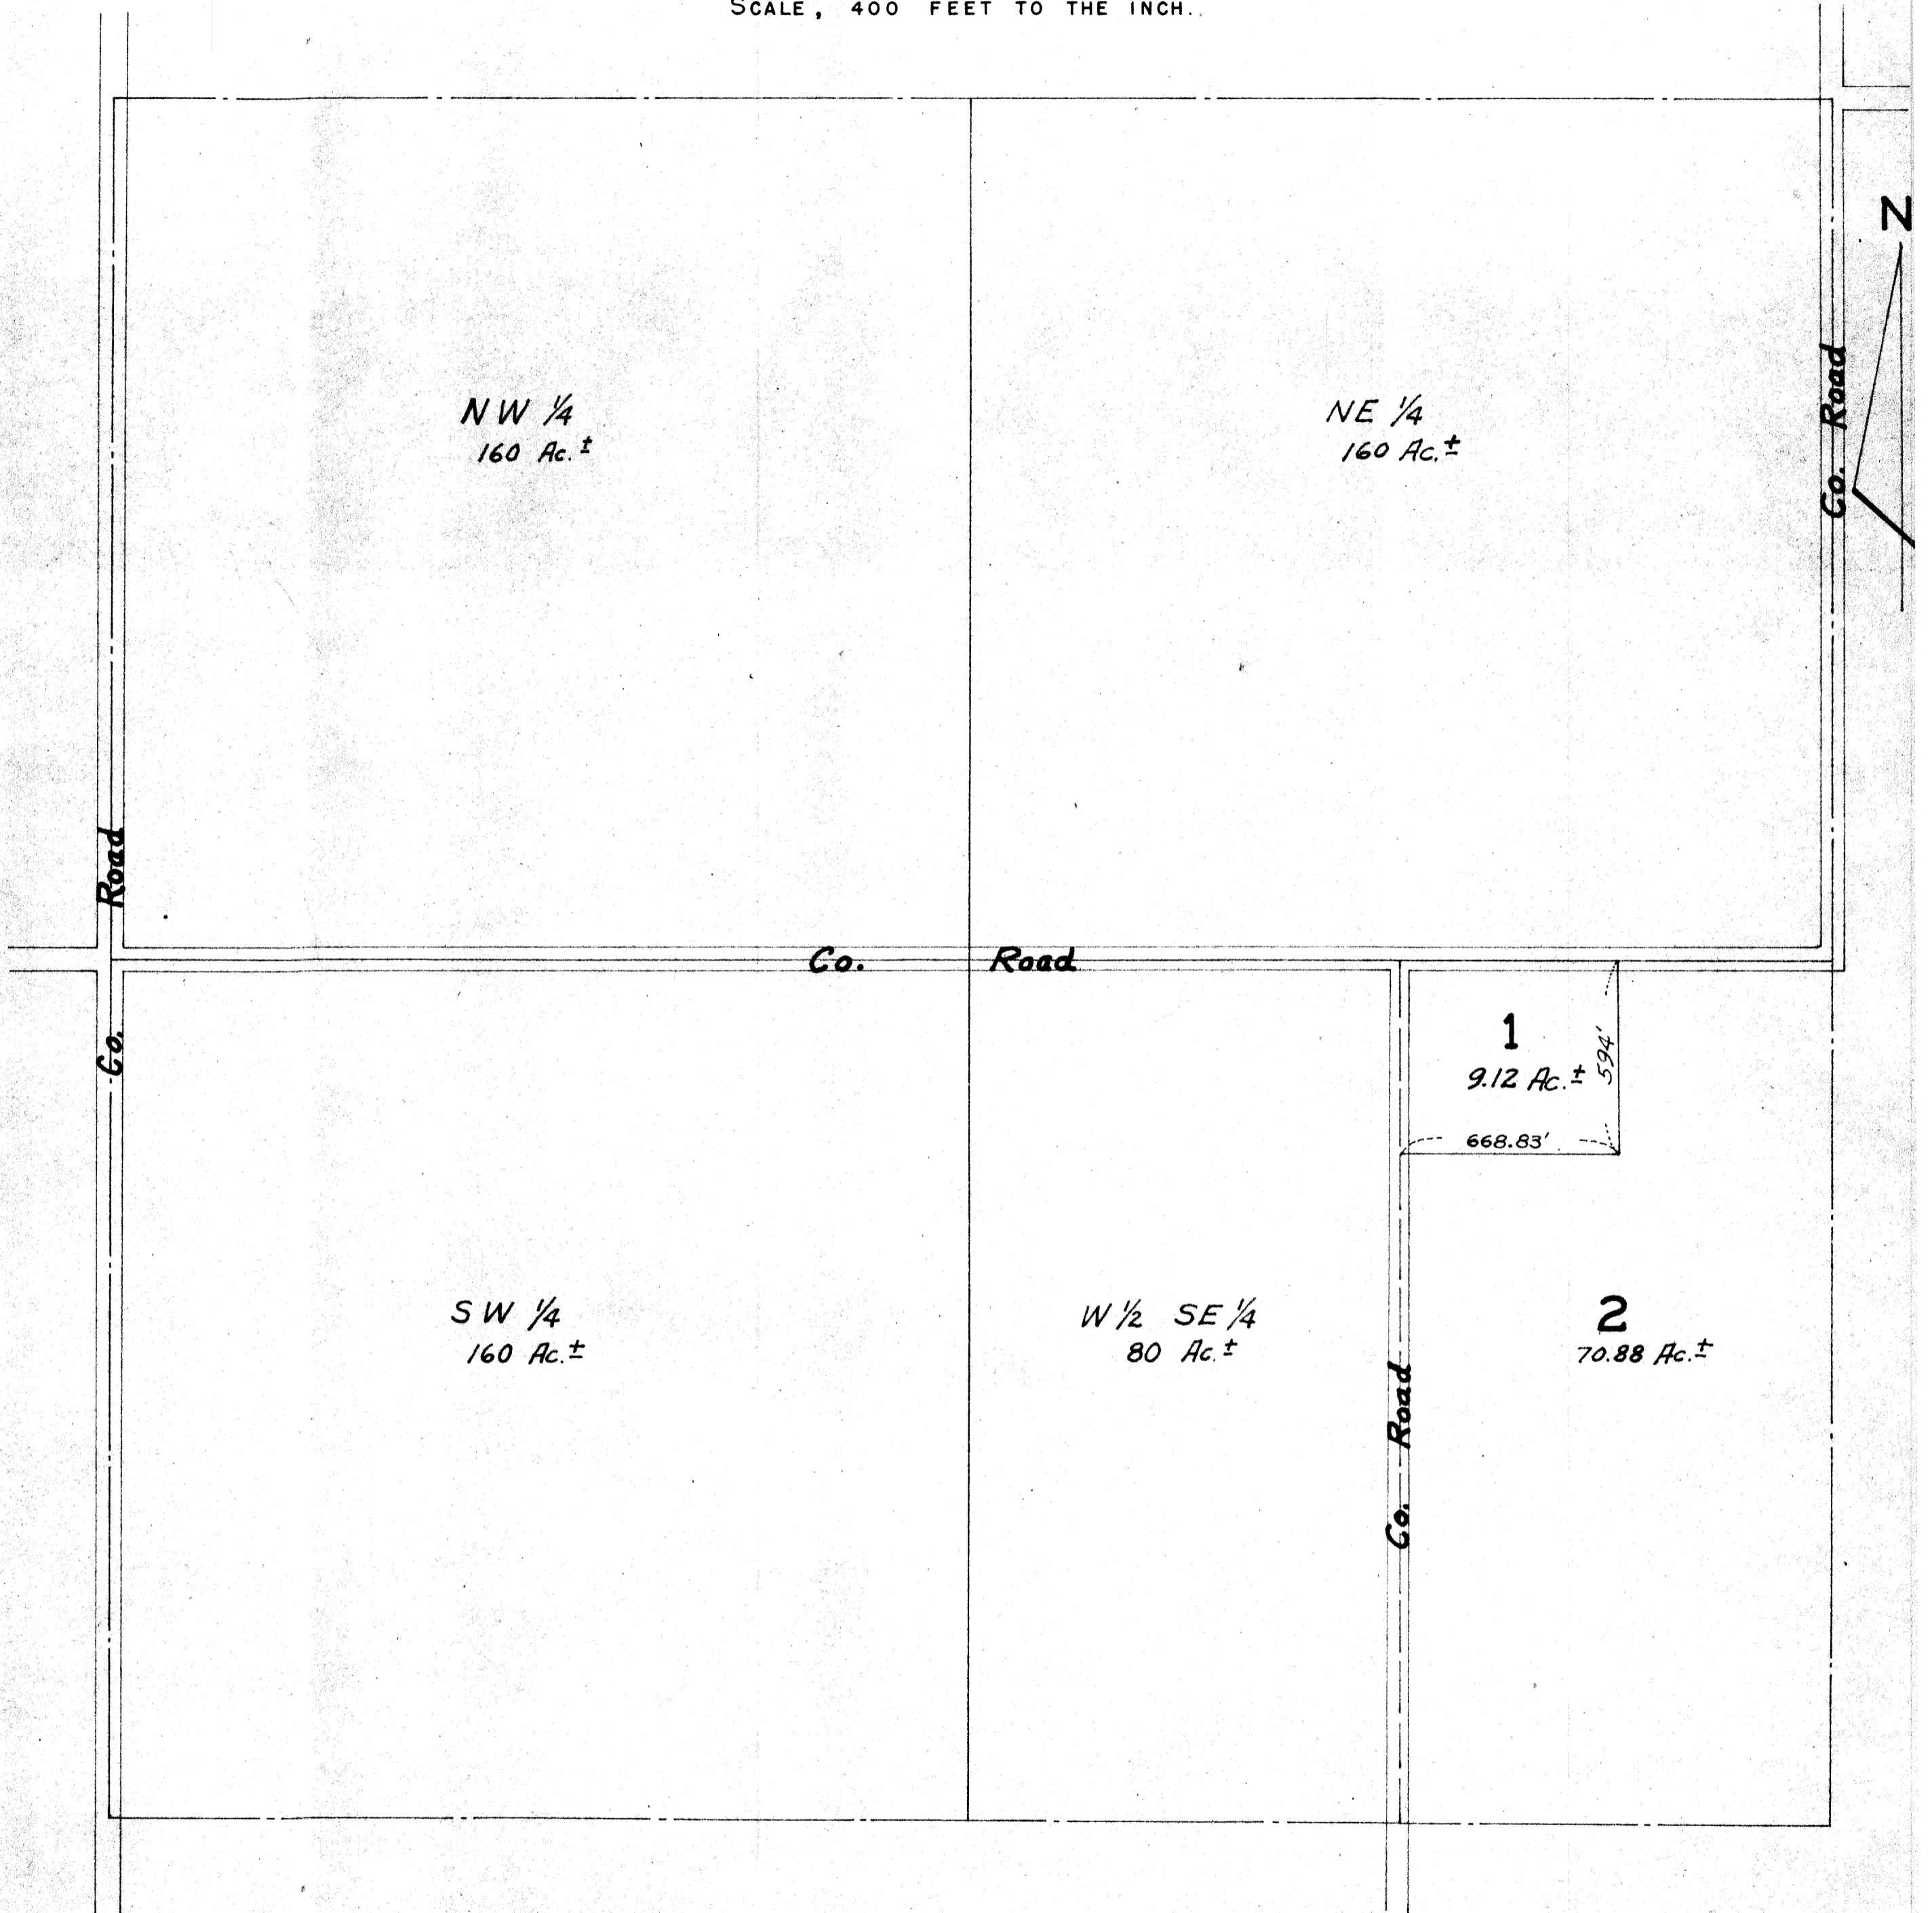 SCALE, 400 FEET TO THE INCH.
N
NW 1/4
160 Ac.±
NE 1/4
160 Ac.±
Co. Road
Co. Road
Co. Road
1
9.12 Ac.±
594'
668.83'
SW 1/4
160 Ac.±
W 1/2 SE 1/4
80 Ac.±
2
70.88 Ac.±
Co. Road